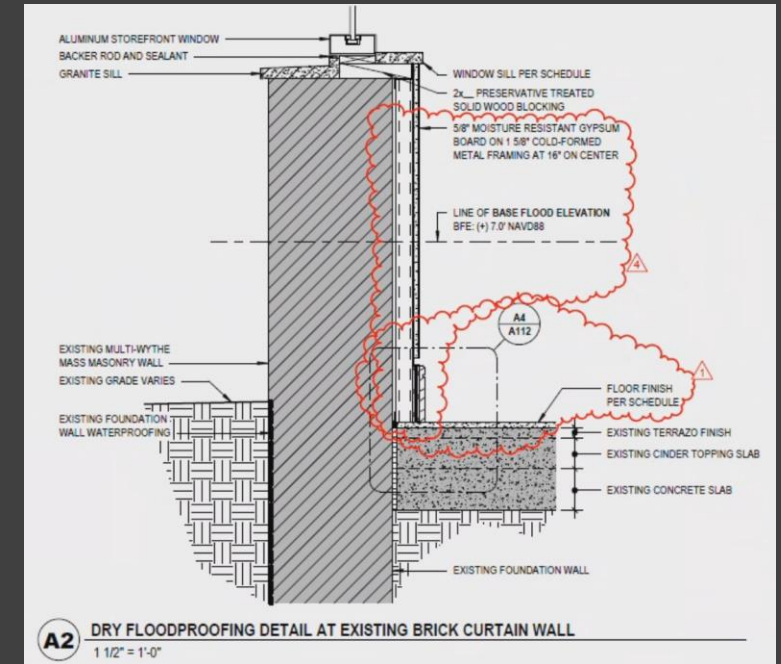 ALUMINUM STOREFRONT WINDOW
BACKER ROD AND SEALANT
GRANITE SILL
WINDOW SILL PER SCHEDULE
2x__ PRESERVATIVE TREATED
SOLID WOOD BLOCKING
5/8" MOISTURE RESISTANT GYPSUM
BOARD ON 1 5/8" COLD-FORMED
METAL FRAMING AT 16" ON CENTER
LINE OF BASE FLOOD ELEVATION
BFE: (+) 7.0' NAVD88
4
A4
A112
EXISTING MULTI-WYTHE
MASS MASONRY WALL
EXISTING GRADE VARIES
EXISTING FOUNDATION
WALL WATERPROOFING
1
FLOOR FINISH
PER SCHEDULE
EXISTING TERRAZO FINISH
EXISTING CINDER TOPPING SLAB
EXISTING CONCRETE SLAB
EXISTING FOUNDATION WALL
A2
DRY FLOODPROOFING DETAIL AT EXISTING BRICK CURTAIN WALL
1 1/2" = 1'-0"